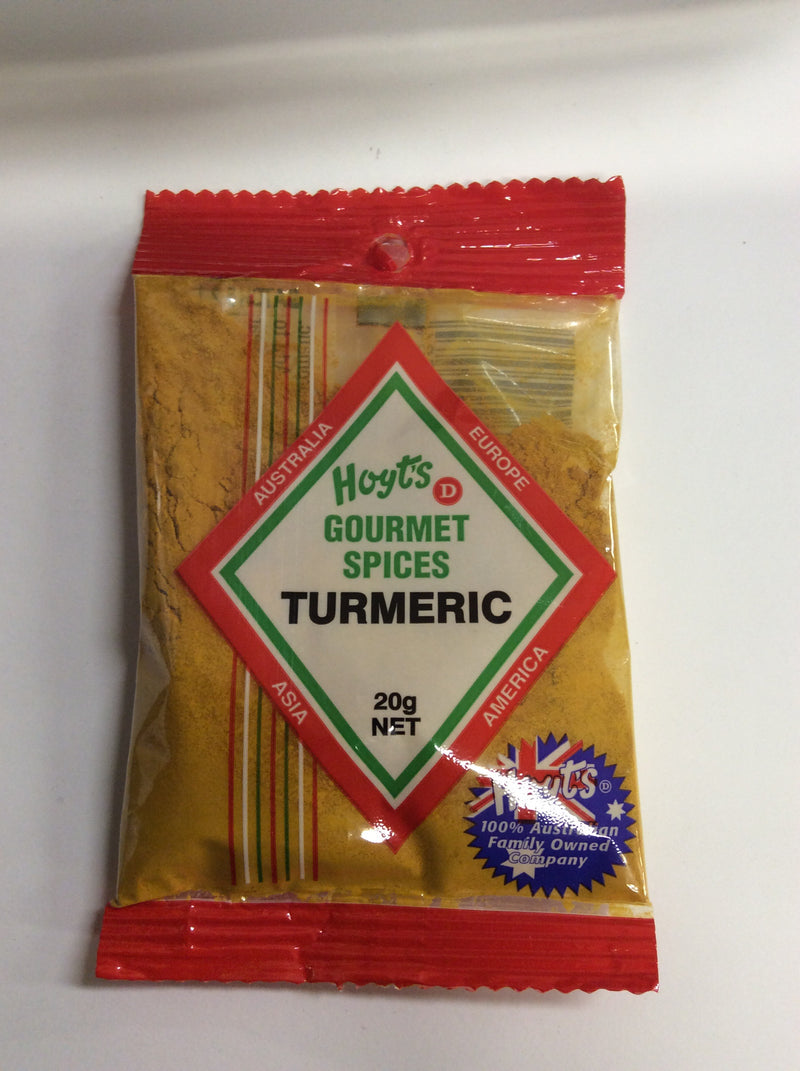 AUSTRALIA
EUROPE
Hoyt's D
GOURMET
SPICES
TURMERIC
20g
NET
ASIA
AMERICA
Hoyt's D
100% Australian
Family Owned
Company